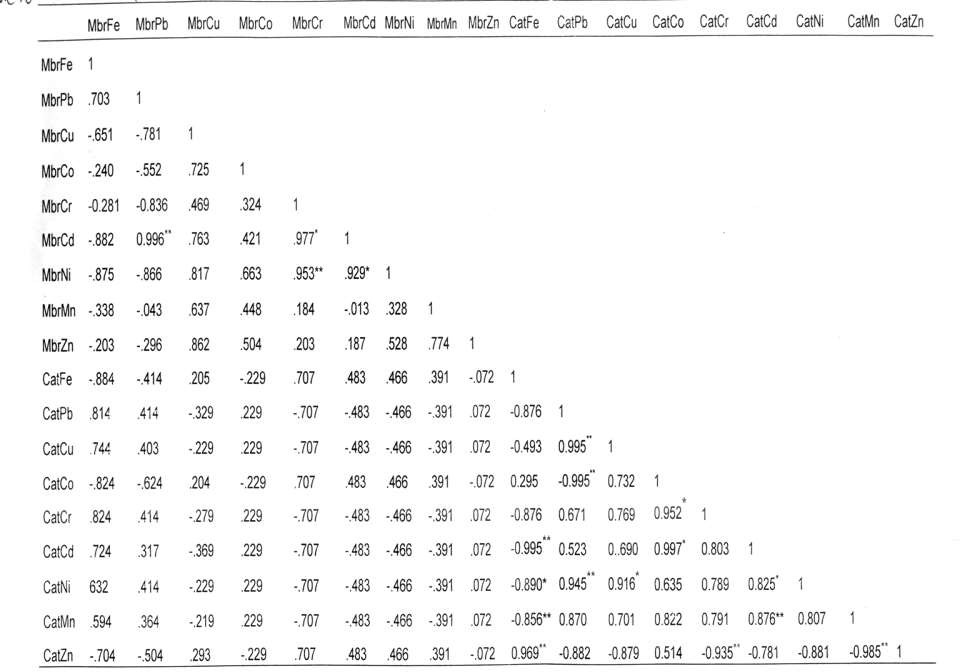 MbrFe MbrPb MbrCu MbrCo MbrCr MbrCd MbrNi MbrMn MbrZn CatFe CatPb CatCu CatCo CatCr CatCd CatNi CatMn CatZn
MbrFe 1
MbrPb .703 1
MbrCu -.651 -.781 1
MbrCo -.240 -.552 .725 1
MbrCr -0.281 -0.836 .469 .324 1
MbrCd -.882 0.996** .763 .421 .977* 1
MbrNi -.875 -.866 .817 .663 .953** .929* 1
MbrMn -.338 -.043 .637 .448 .184 -.013 .328 1
MbrZn -.203 -.296 .862 .504 .203 .187 .528 .774 1
CatFe -.884 -.414 .205 -.229 .707 .483 .466 .391 -.072 1
CatPb .814 .414 -.329 .229 -.707 -.483 -.466 -.391 .072 -0.876 1
CatCu .744 .403 -.229 .229 -.707 -.483 -.466 -.391 .072 -0.493 0.995** 1
CatCo -.824 -.624 .204 -.229 .707 .483 .466 .391 -.072 0.295 -0.995** 0.732 1
CatCr .824 .414 -.279 .229 -.707 -.483 -.466 -.391 .072 -0.876 0.671 0.769 0.952* 1
CatCd .724 .317 -.369 .229 -.707 -.483 -.466 -.391 .072 -0.995** 0.523 0..690 0.997* 0.803 1
CatNi 632 .414 -.229 .229 -.707 -.483 -.466 -.391 .072 -0.890* 0.945** 0.916* 0.635 0.789 0.825* 1
CatMn .594 .364 -.219 .229 -.707 -.483 -.466 -.391 .072 -0.856** 0.870 0.701 0.822 0.791 0.876** 0.807 1
CatZn -.704 -.504 .293 -.229 .707 .483 .466 .391 -.072 0.969** -0.882 -0.879 0.514 -0.935** -0.781 -0.881 -0.985** 1